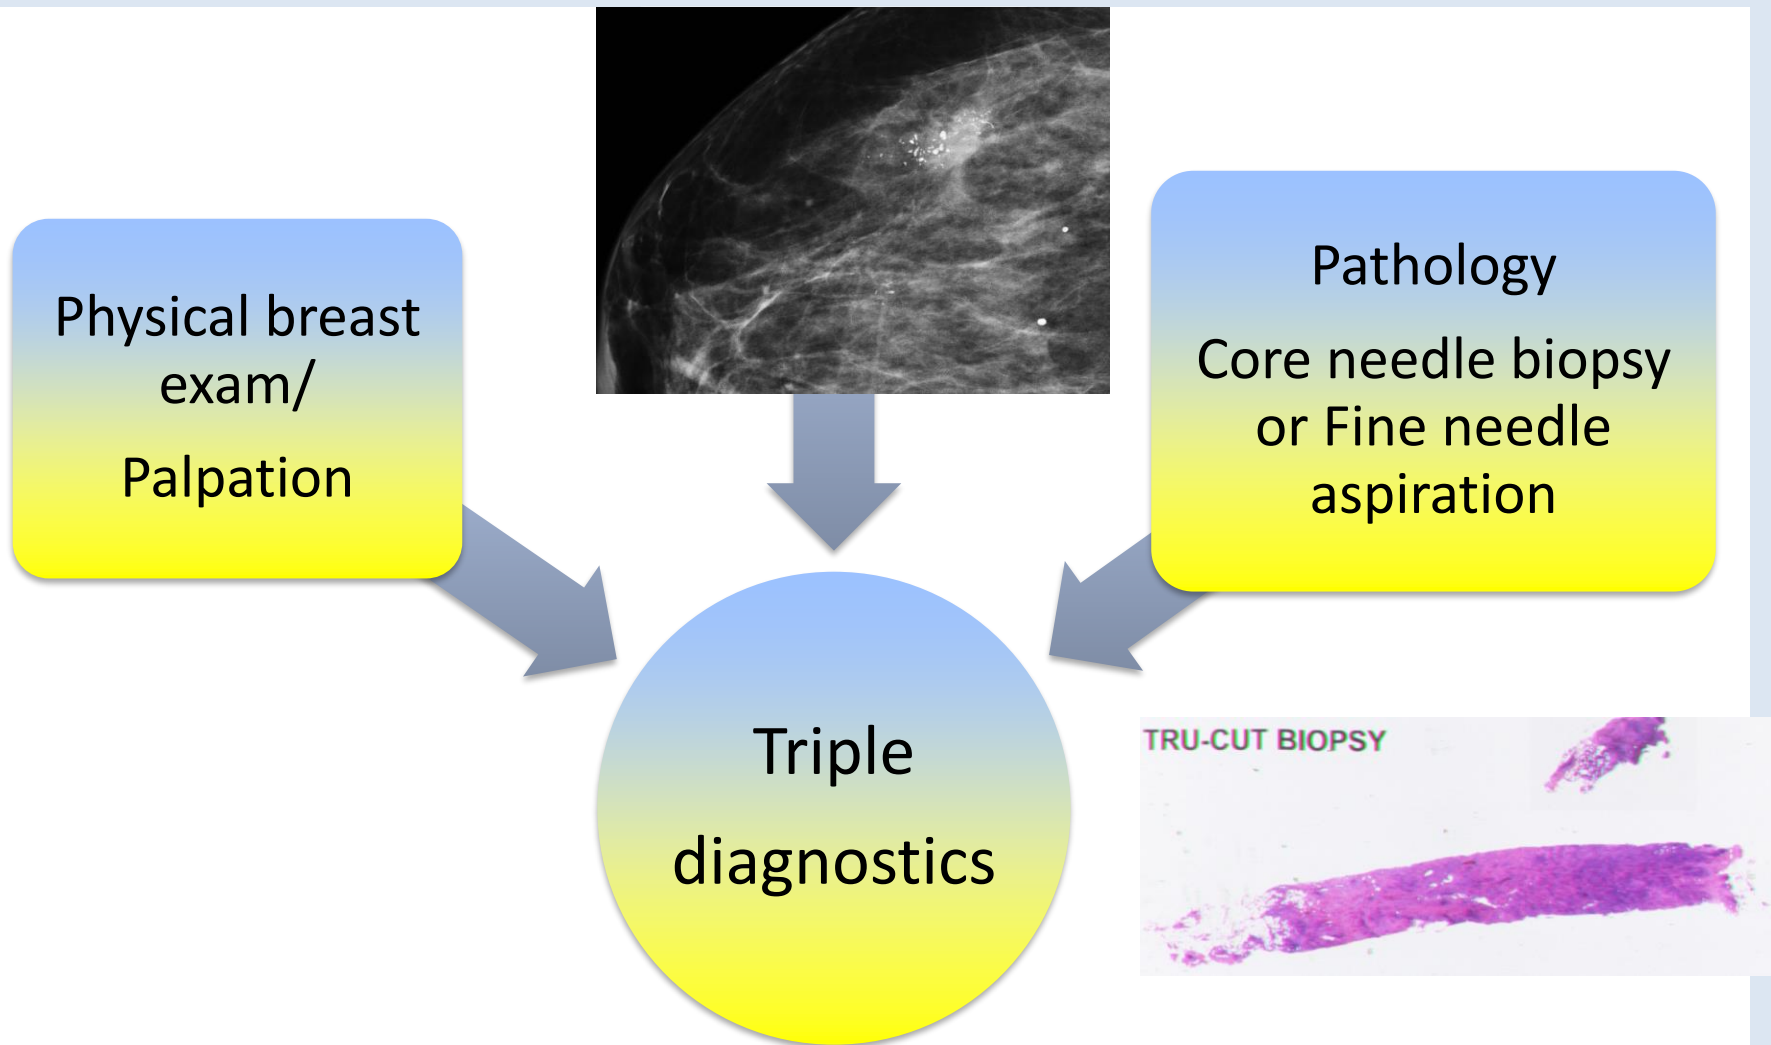 Physical breast
exam/
Palpation
Pathology
Core needle biopsy
or Fine needle
aspiration
Triple
diagnostics
TRU-CUT BIOPSY